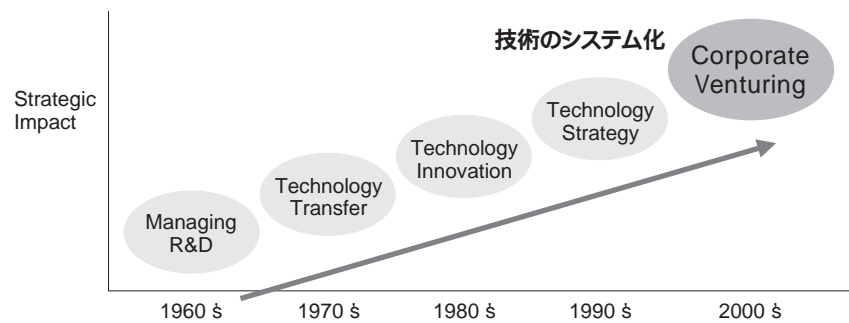 技術のシステム化
Corporate
Venturing
Strategic
Impact
Technology
Strategy
Technology
Innovation
Technology
Transfer
Managing
R&D
1960 's
1970 's
1980 's
1990 's
2000 's